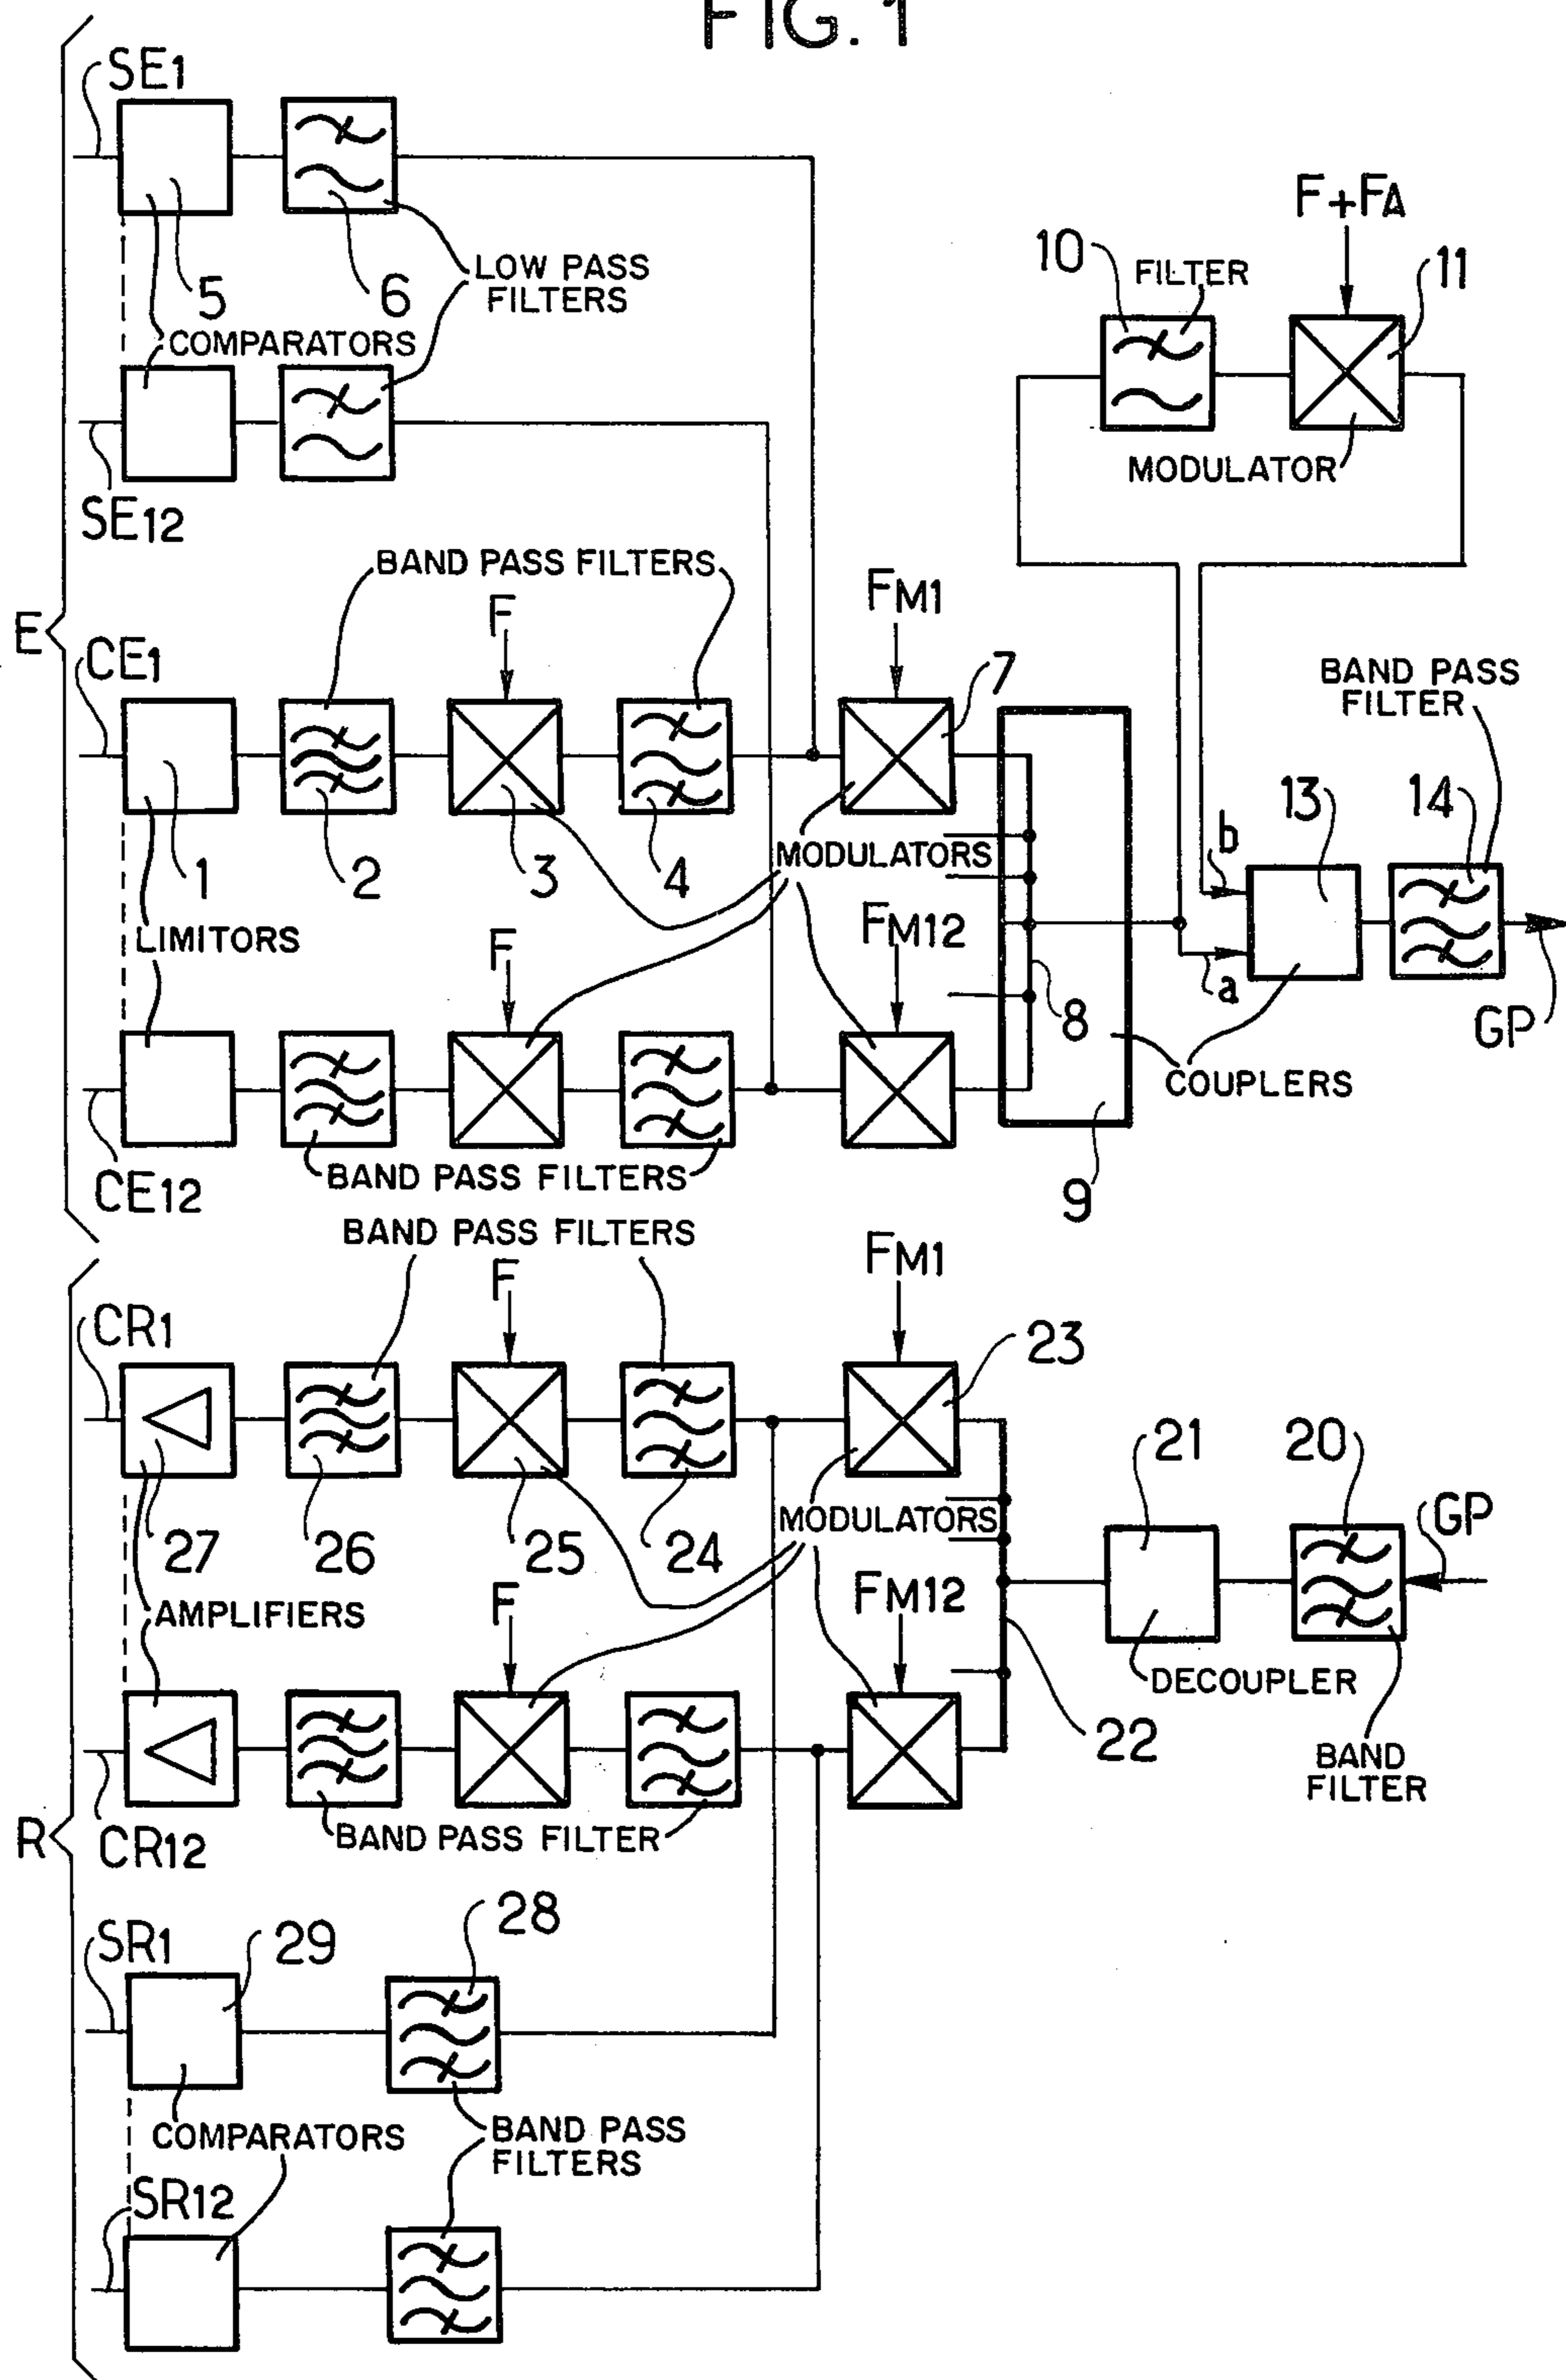 FIG. 1
SE1
5
6
LOW PASS
FILTERS
COMPARATORS
SE12
F+FA
10
FILTER
11
MODULATOR
BAND PASS FILTERS
E
CE1
F
FM1
7
1
2
3
4
MODULATORS
LIMITORS
F
FM12
8
BAND PASS
FILTER
13
14
b
a
GP
COUPLERS
CE12
BAND PASS FILTERS
9
BAND PASS FILTERS
CR1
F
FM1
23
27
26
25
24
MODULATORS
21
20
GP
AMPLIFIERS
F
FM12
DECOUPLER
22
BAND
FILTER
R
CR12
BAND PASS FILTER
SR1
29
28
COMPARATORS
BAND PASS
FILTERS
SR12